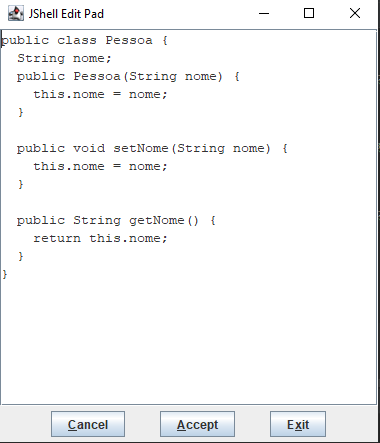 JShell Edit Pad
public class Pessoa {
  String nome;
  public Pessoa(String nome) {
    this.nome = nome;
  }

  public void setNome(String nome) {
    this.nome = nome;
  }

  public String getNome() {
    return this.nome;
  }
}
Cancel Accept Exit